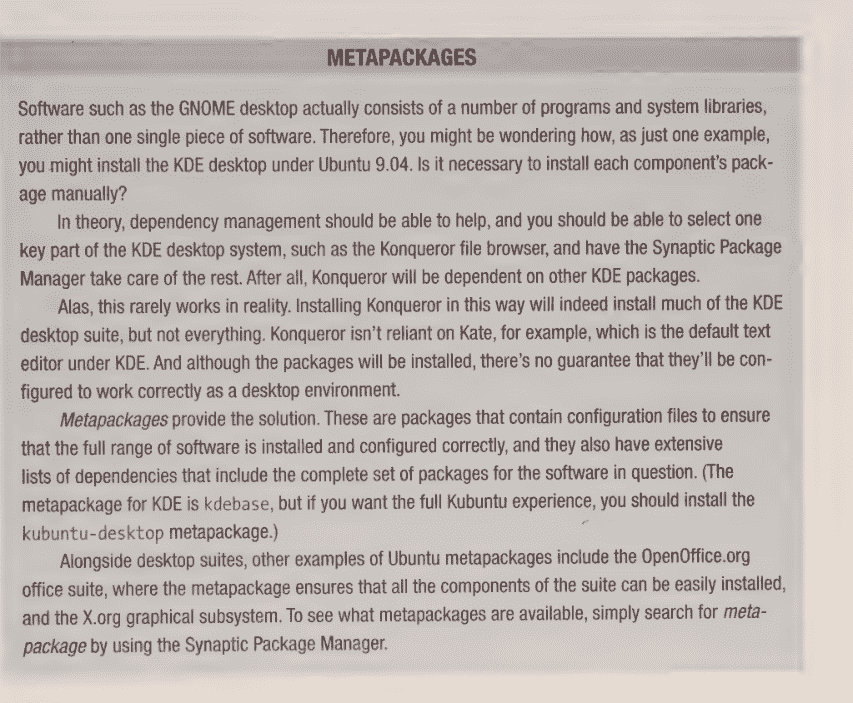 METAPACKAGES
Software such as the GNOME desktop actually consists of a number of programs and system libraries,
rather than one single piece of software. Therefore, you might be wondering how, as just one example,
you might install the KDE desktop under Ubuntu 9.04. Is it necessary to install each component's pack-
age manually?
In theory, dependency management should be able to help, and you should be able to select one
key part of the KDE desktop system, such as the Konqueror file browser, and have the Synaptic Package
Manager take care of the rest. After all, Konqueror will be dependent on other KDE packages.
Alas, this rarely works in reality. Installing Konqueror in this way will indeed install much of the KDE
desktop suite, but not everything. Konqueror isn't reliant on Kate, for example, which is the default text
editor under KDE. And although the packages will be installed, there's no guarantee that they'll be con-
figured to work correctly as a desktop environment.
Metapackages provide the solution. These are packages that contain configuration files to ensure
that the full range of software is installed and configured correctly, and they also have extensive
lists of dependencies that include the complete set of packages for the software in question. (The
metapackage for KDE is kdebase, but if you want the full Kubuntu experience, you should install the
kubuntu-desktop metapackage.)
Alongside desktop suites, other examples of Ubuntu metapackages include the OpenOffice.org
office suite, where the metapackage ensures that all the components of the suite can be easily installed,
and the X.org graphical subsystem. To see what metapackages are available, simply search for meta-
package by using the Synaptic Package Manager.